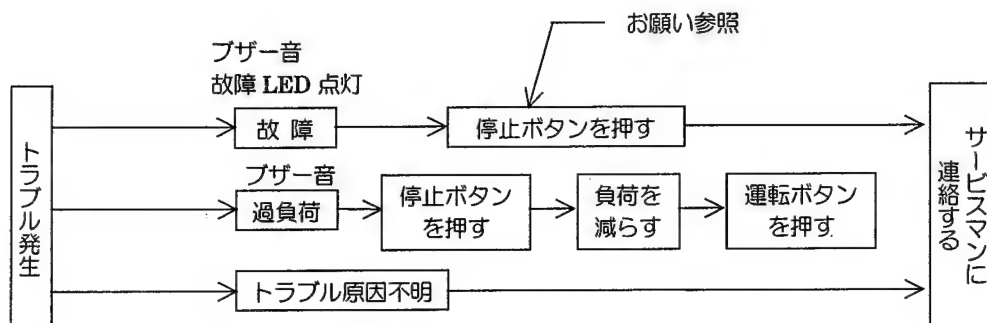 お願い参照
ブザー音
故障 LED 点灯
故 障
停止ボタンを押す
トラブル発生
ブザー音
過負荷
停止ボタン
を押す
負荷を
減らす
運転ボタン
を押す
トラブル原因不明
サービスマンに
連絡する